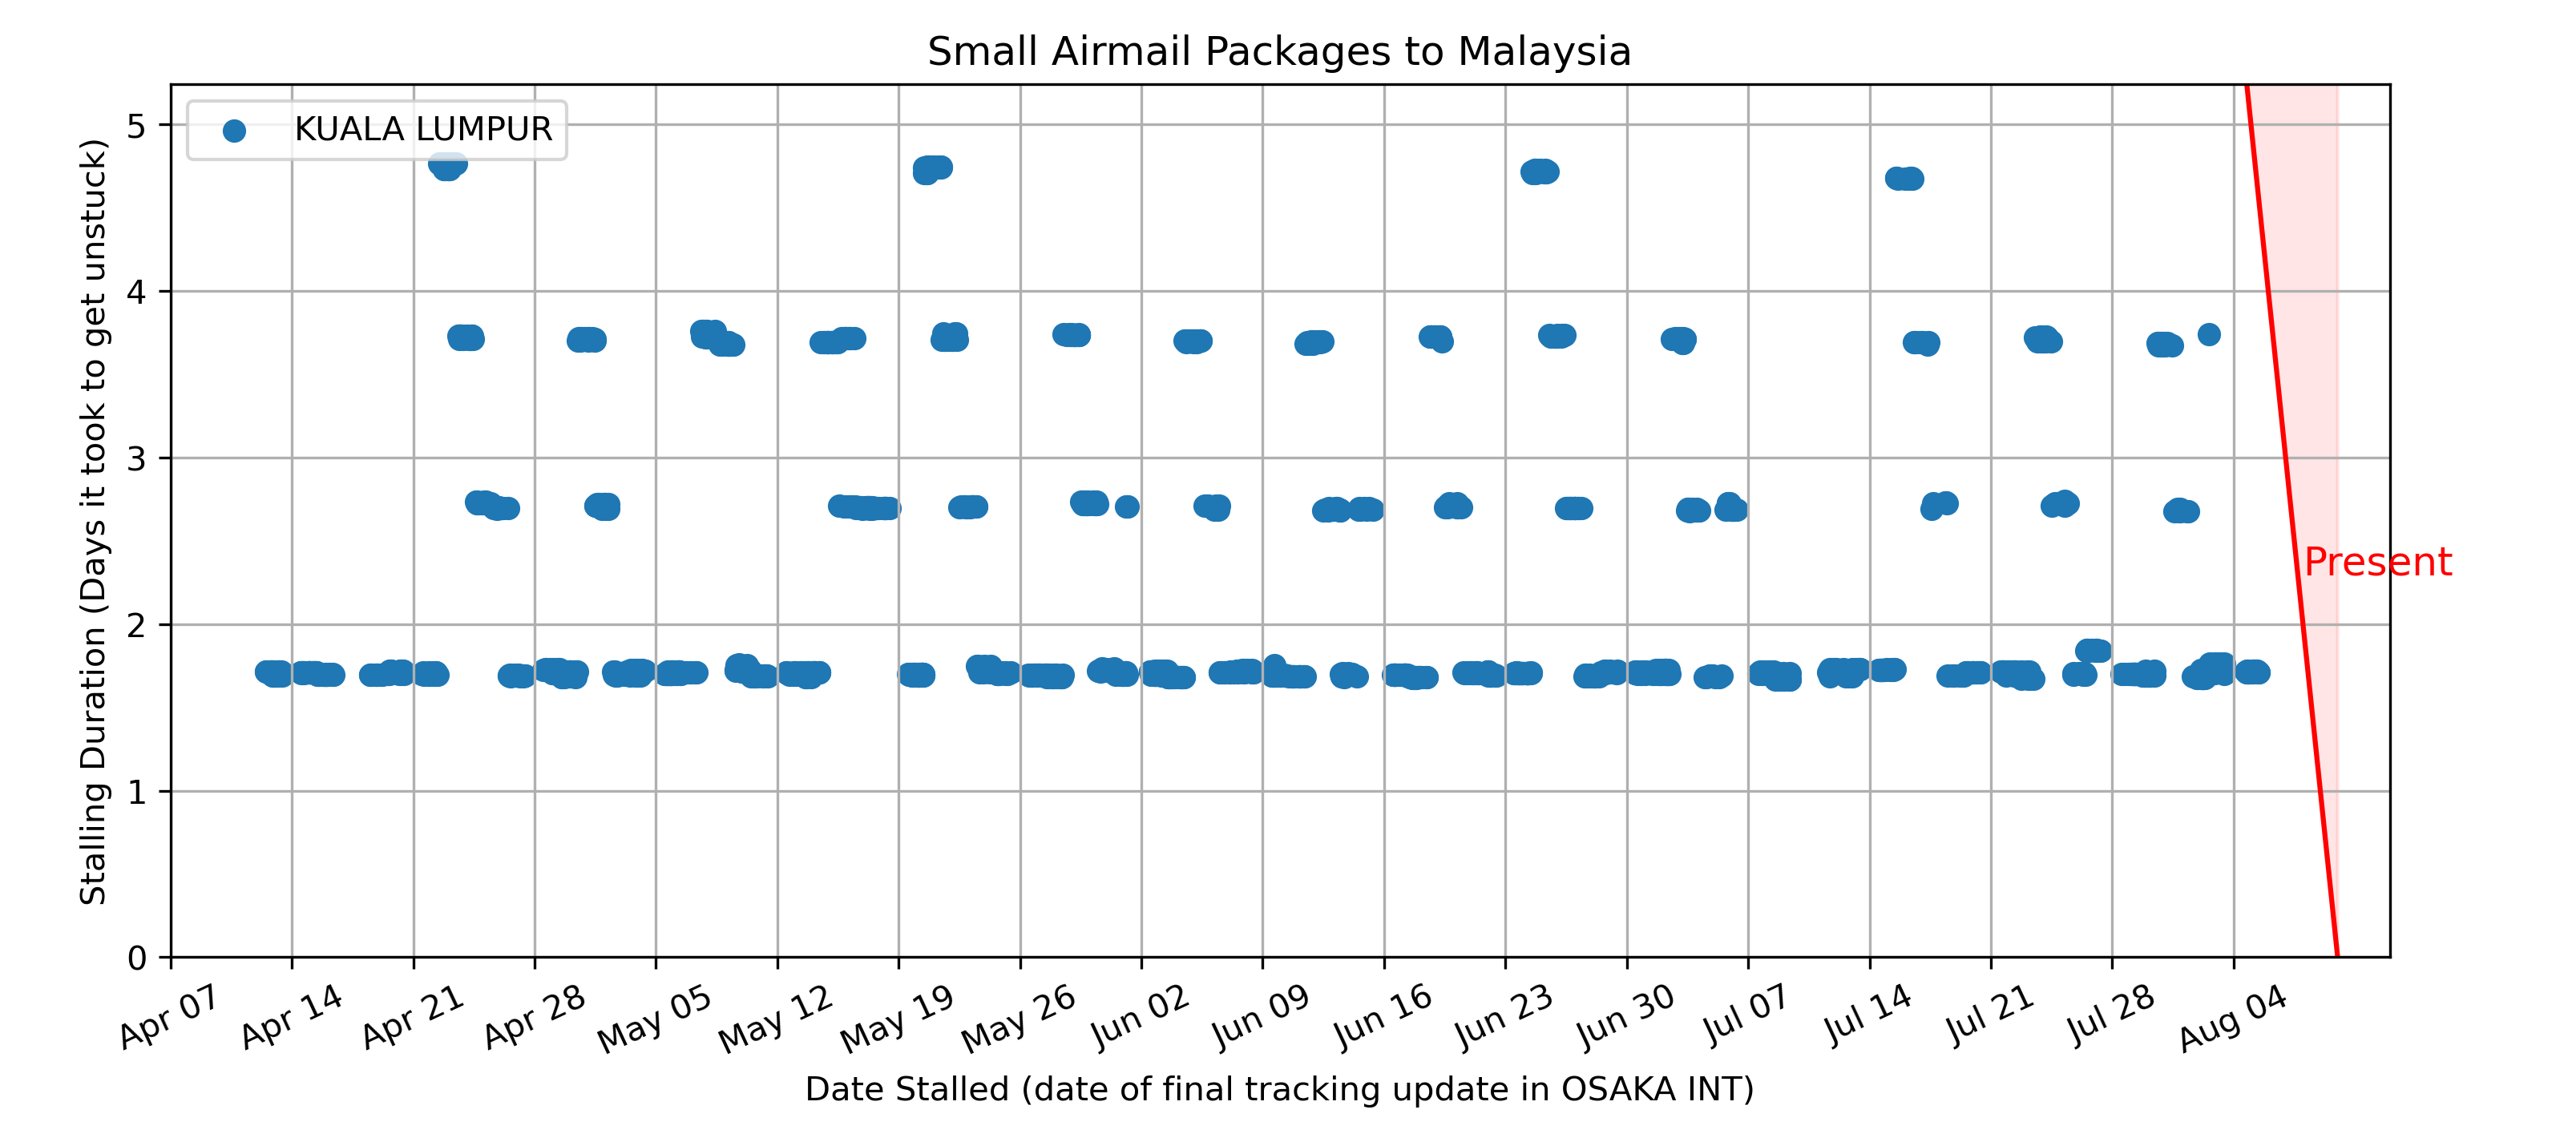 Small Airmail Packages to Malaysia
KUALA LUMPUR
Stalling Duration (Days it took to get unstuck)
5
4
3
2
1
0
Present
Apr 07 Apr 14 Apr 21 Apr 28 May 05 May 12 May 19 May 26 Jun 02 Jun 09 Jun 16 Jun 23 Jun 30 Jul 07 Jul 14 Jul 21 Jul 28 Aug 04
Date Stalled (date of final tracking update in OSAKA INT)